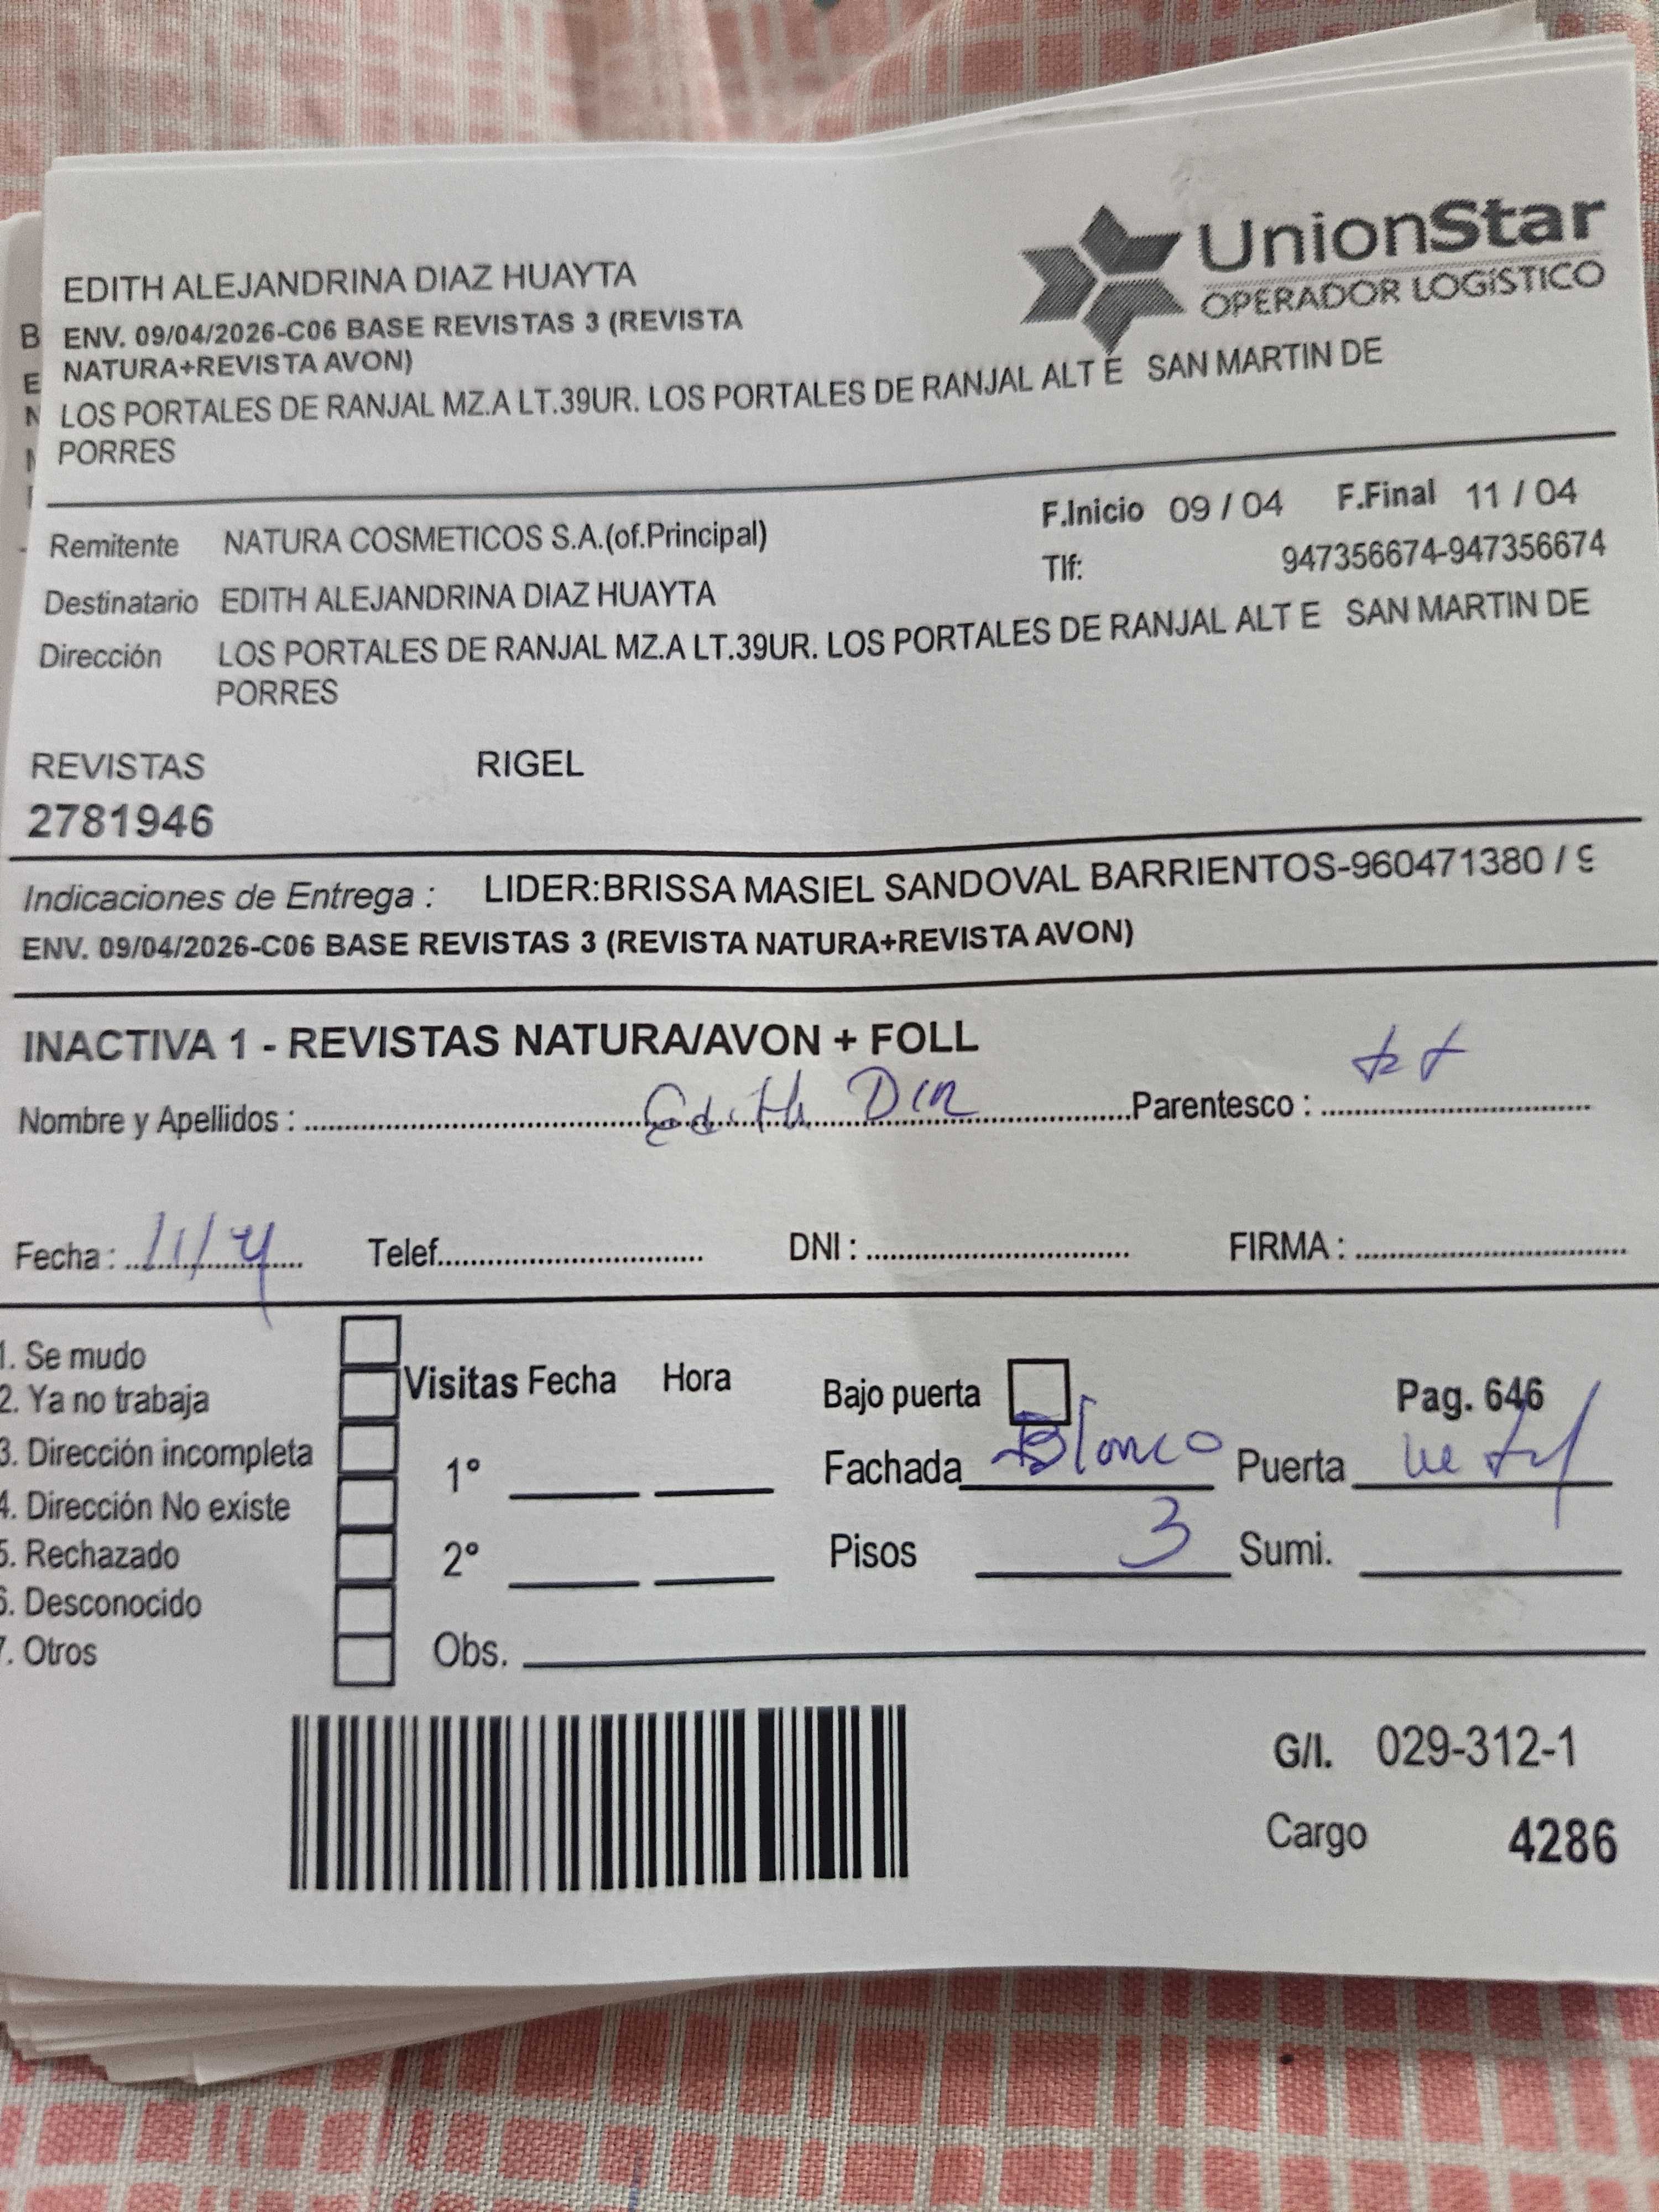 UnionStar
OPERADOR LOGÍSTICO
EDITH ALEJANDRINA DIAZ HUAYTA
ENV. 09/04/2026-C06 BASE REVISTAS 3 (REVISTA
NATURA+REVISTA AVON)
LOS PORTALES DE RANJAL MZ.A LT.39UR. LOS PORTALES DE RANJAL ALT E SAN MARTIN DE
PORRES
Remitente NATURA COSMETICOS S.A.(of.Principal) F.Inicio 09 / 04 F.Final 11 / 04
Tlf: 947356674-947356674
Destinatario EDITH ALEJANDRINA DIAZ HUAYTA
Dirección LOS PORTALES DE RANJAL MZ.A LT.39UR. LOS PORTALES DE RANJAL ALT E SAN MARTIN DE
PORRES
REVISTAS RIGEL
2781946
Indicaciones de Entrega : LIDER:BRISSA MASIEL SANDOVAL BARRIENTOS-960471380 /
ENV. 09/04/2026-C06 BASE REVISTAS 3 (REVISTA NATURA+REVISTA AVON)
INACTIVA 1 - REVISTAS NATURA/AVON + FOLL
Nombre y Apellidos : Edith Parentesco :
Fecha : 11/4 Telef. DNI : FIRMA :
1. Se mudo
2. Ya no trabaja
3. Dirección incompleta
4. Dirección No existe
5. Rechazado
6. Desconocido
7. Otros
Visitas Fecha Hora
1°
2°
Bajo puerta Pag. 646
Fachada Blanco Puerta
Pisos 3 Sumi.
Obs.
G/I. 029-312-1
Cargo 4286